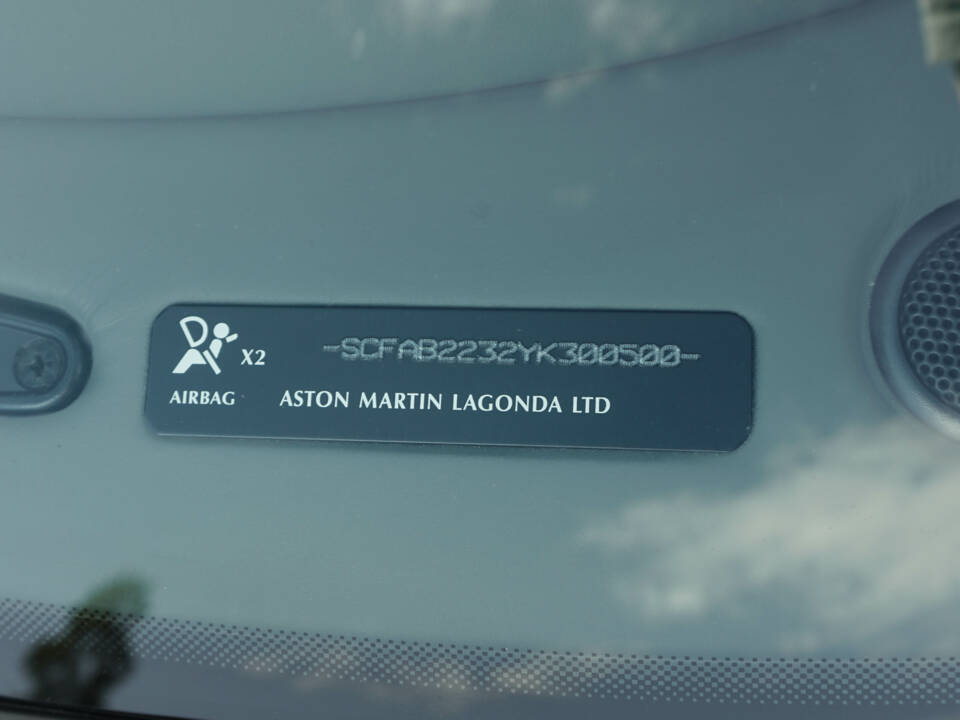 X2 -SCFAB2232YK300500-
AIRBAG ASTON MARTIN LAGONDA LTD